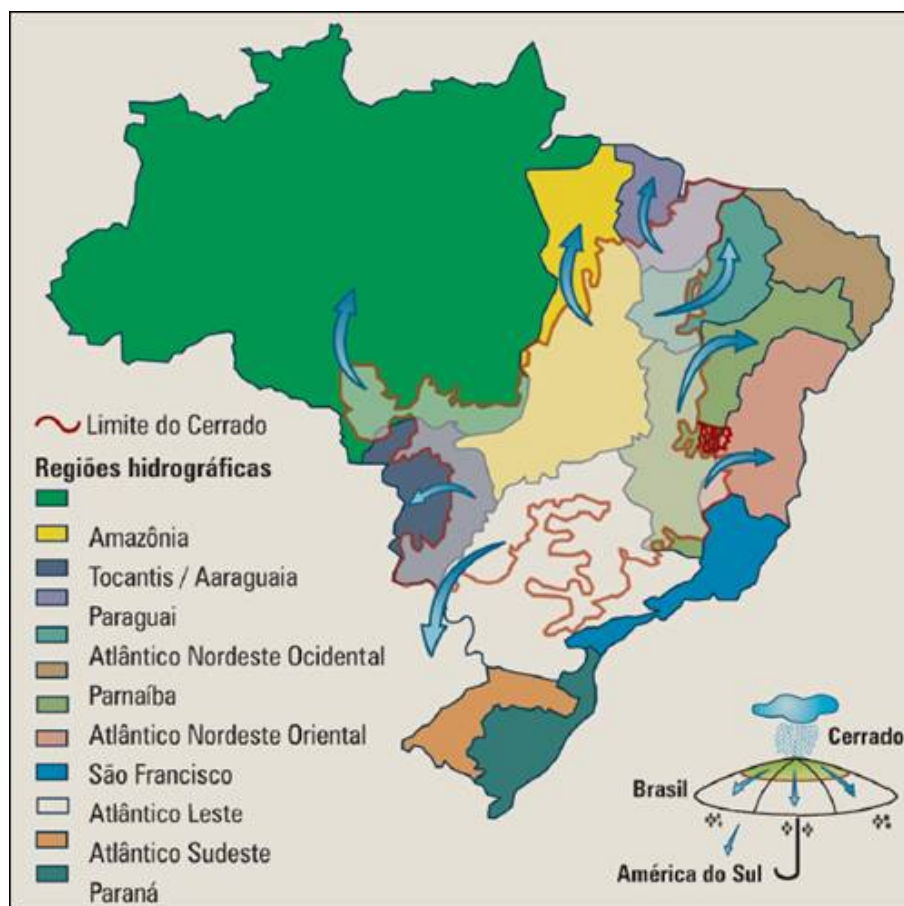 Limite do Cerrado
Regiões hidrográficas
Amazônia
Tocantis / Aaraguaia
Paraguai
Atlântico Nordeste Ocidental
Parnaíba
Atlântico Nordeste Oriental
São Francisco
Atlântico Leste
Atlântico Sudeste
Paraná
Cerrado
Brasil
América do Sul